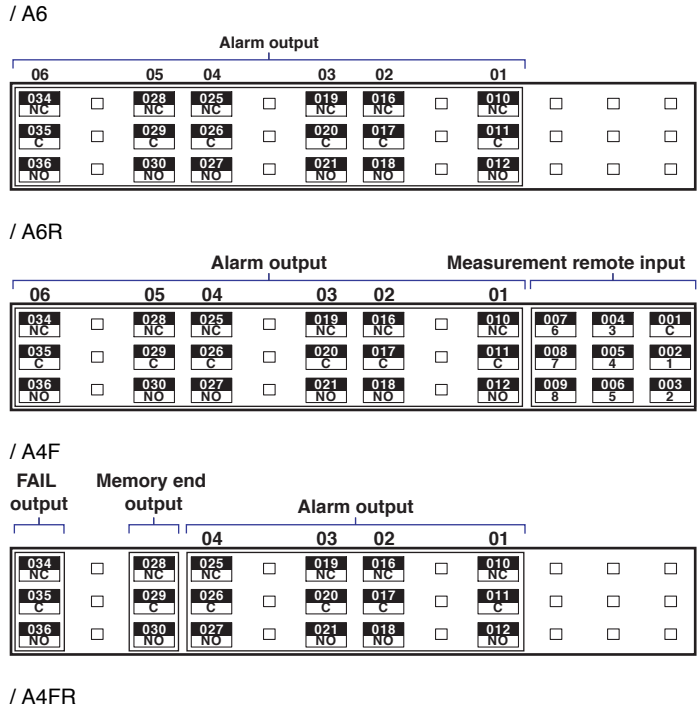 / A6
Alarm output
06 05 04 03 02 01
034 028 025 019 016 010
NC NC NC NC NC NC
035 029 026 020 017 011
C C C C C C
036 030 027 021 018 012
NO NO NO NO NO NO
/ A6R
Alarm output Measurement remote input
06 05 04 03 02 01
034 028 025 019 016 010 007 004 001
NC NC NC NC NC NC 6 3 C
035 029 026 020 017 011 008 005 002
C C C C C C 7 4 1
036 030 027 021 018 012 009 006 003
NO NO NO NO NO NO 8 5 2
/ A4F
FAIL Memory end
output output Alarm output
04 03 02 01
034 028 025 019 016 010
NC NC NC NC NC NC
035 029 026 020 017 011
C C C C C C
036 030 027 021 018 012
NO NO NO NO NO NO
/ A4FR